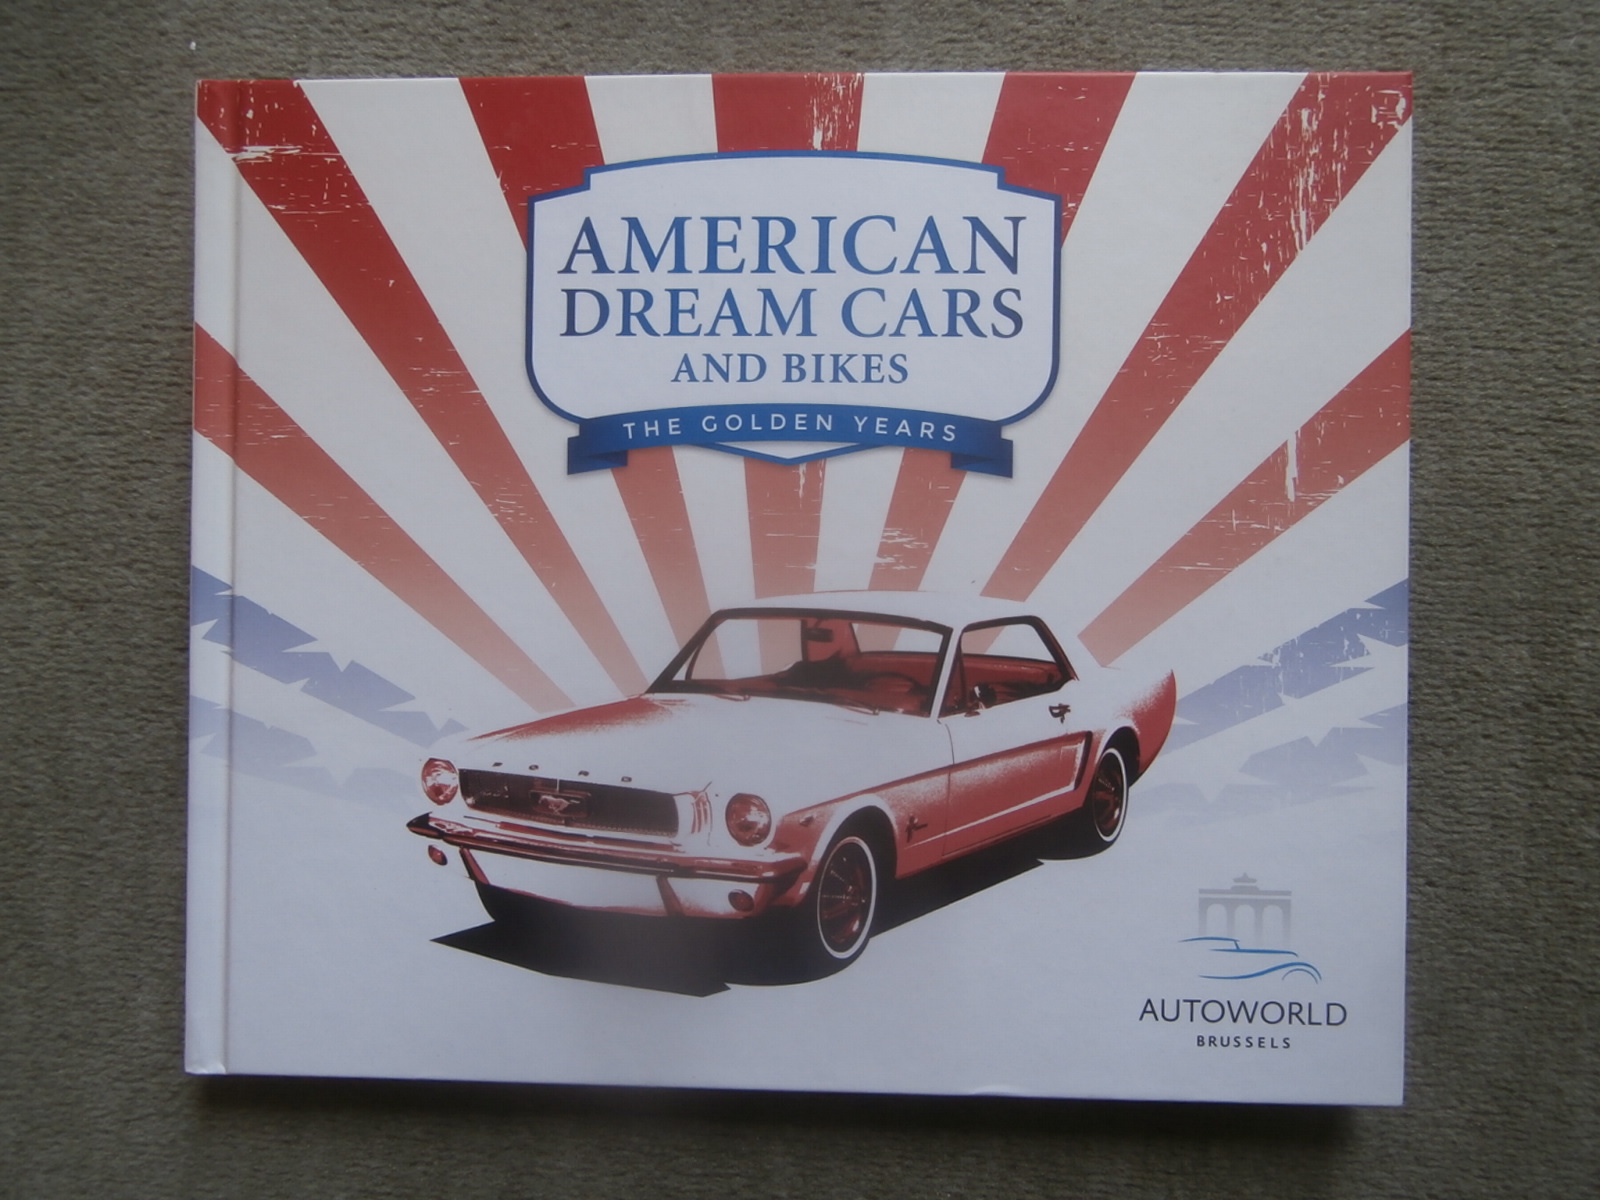 AMERICAN
DREAM CARS
AND BIKES
THE GOLDEN YEARS
FORD
AUTOWORLD
BRUSSELS